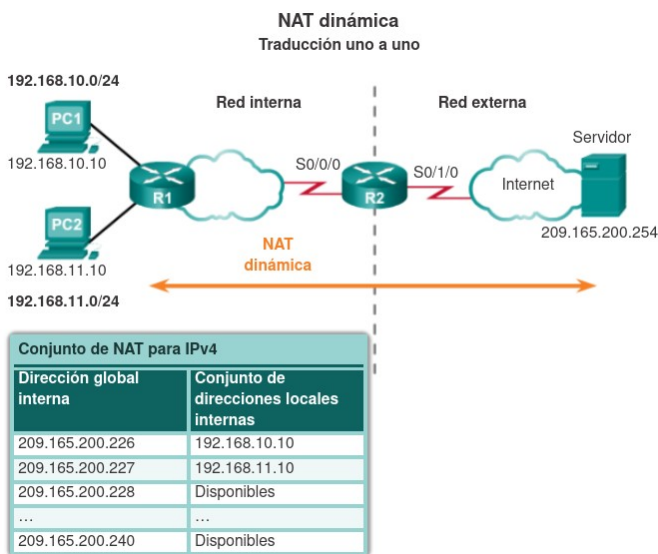 NAT dinámica
Traducción uno a uno
192.168.10.0/24
Red interna
Red externa
PC1
Servidor
192.168.10.10
S0/0/0
S0/1/0
R1
R2
Internet
PC2
209.165.200.254
NAT
dinámica
192.168.11.10
192.168.11.0/24
Conjunto de NAT para IPv4
Dirección global
interna
Conjunto de
direcciones locales
internas
209.165.200.226
192.168.10.10
209.165.200.227
192.168.11.10
209.165.200.228
Disponibles
...
...
209.165.200.240
Disponibles